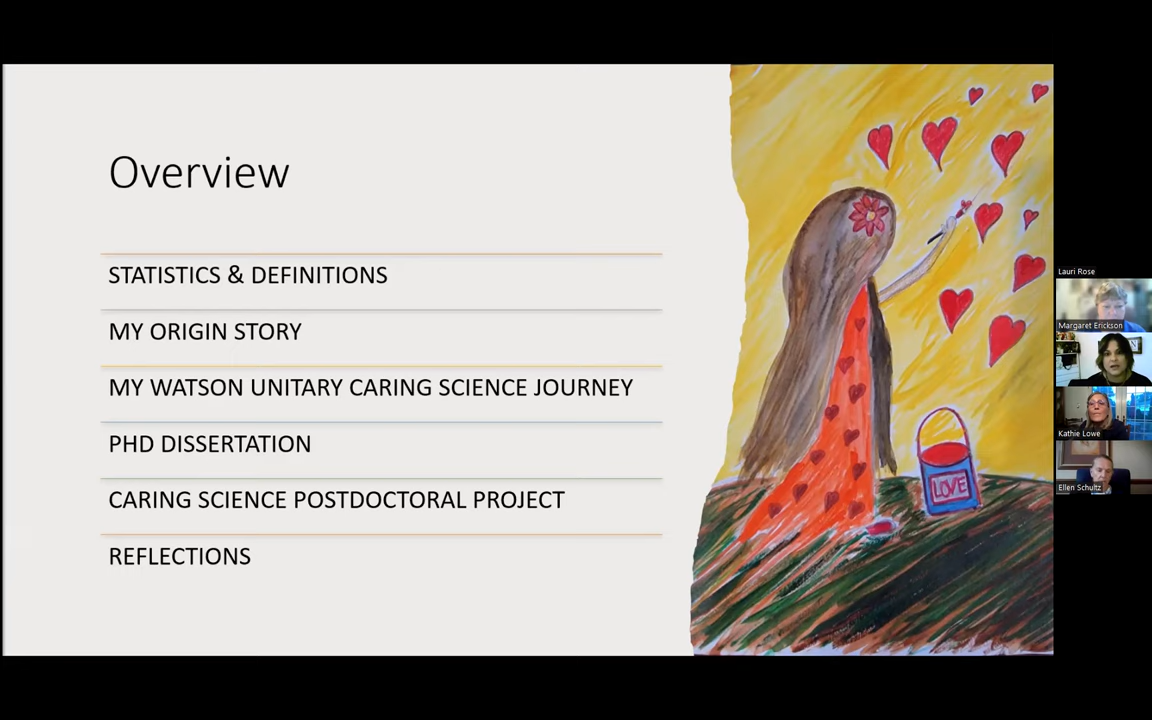 Overview
STATISTICS & DEFINITIONS
MY ORIGIN STORY
MY WATSON UNITARY CARING SCIENCE JOURNEY
PHD DISSERTATION
CARING SCIENCE POSTDOCTORAL PROJECT
REFLECTIONS
LOVE
Lauri Rose
Margaret Erickson
Kathie Lowe
Ellen Schultz